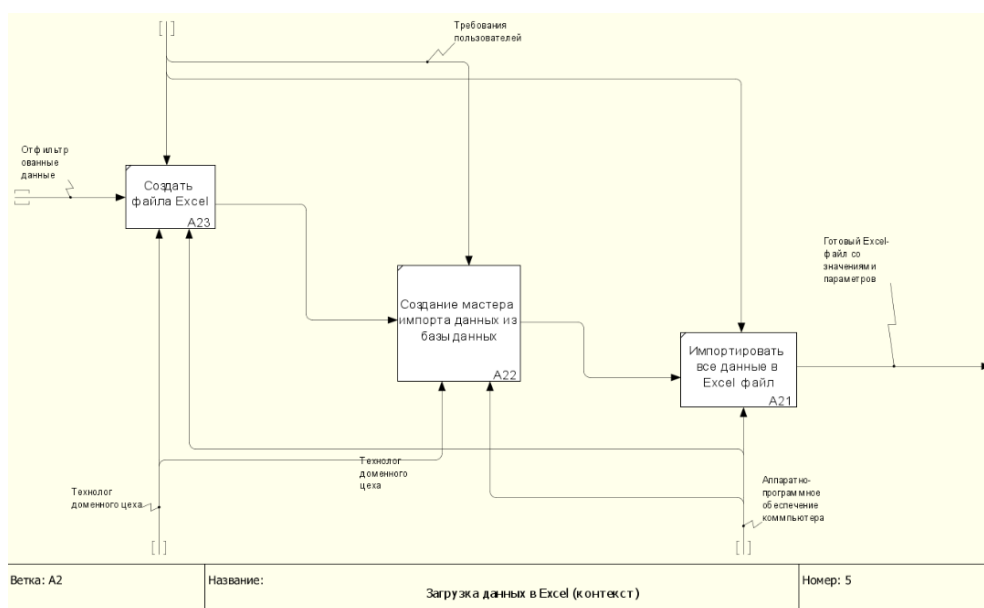 Требования
пользователей
Отфильтр
ованные
данные
Создать
файла Excel
A23
Готовый Excel-
файл со
значениями
параметров
Создание мастера
импорта данных из
базы данных
A22
Импортировать
все данные в
Excel файл
A21
Технолог
доменного
цеха
Технолог
доменного цеха
Аппаратно-
программное
обеспечение
коммпьютера
Ветка: A2
Название:
Номер: 5
Загрузка данных в Excel (контекст)